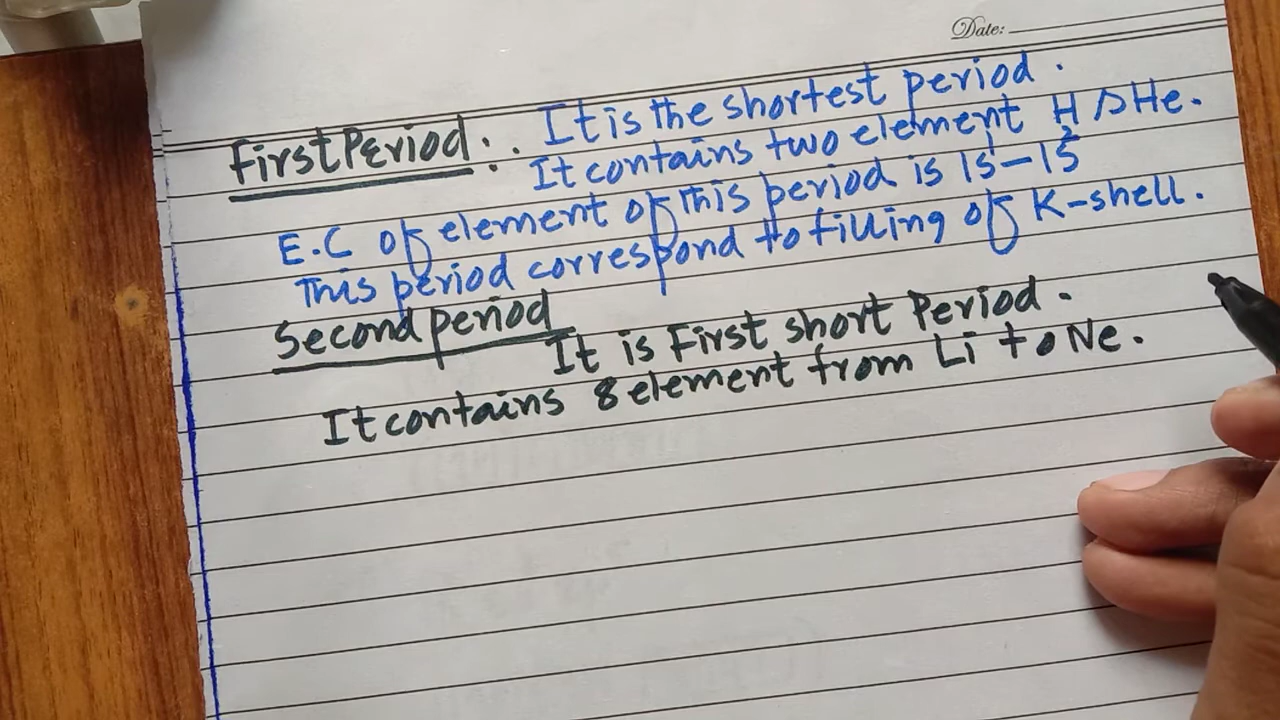 Date:
First Period: It is the shortest period.
It contains two element H & He.
E.C of element of This period is 1s¹-1s²
This period correspond to filling of K-shell.
Second period
It is First short Period.
It contains 8 element from Li to Ne.